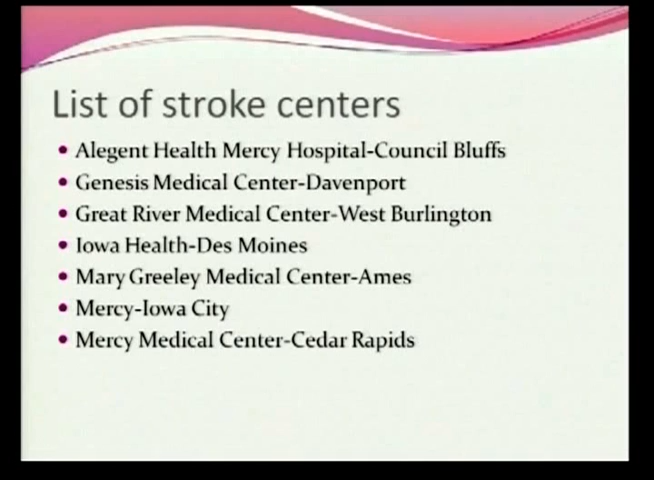 List of stroke centers
• Alegent Health Mercy Hospital-Council Bluffs
• Genesis Medical Center-Davenport
• Great River Medical Center-West Burlington
• Iowa Health-Des Moines
• Mary Greeley Medical Center-Ames
• Mercy-Iowa City
• Mercy Medical Center-Cedar Rapids